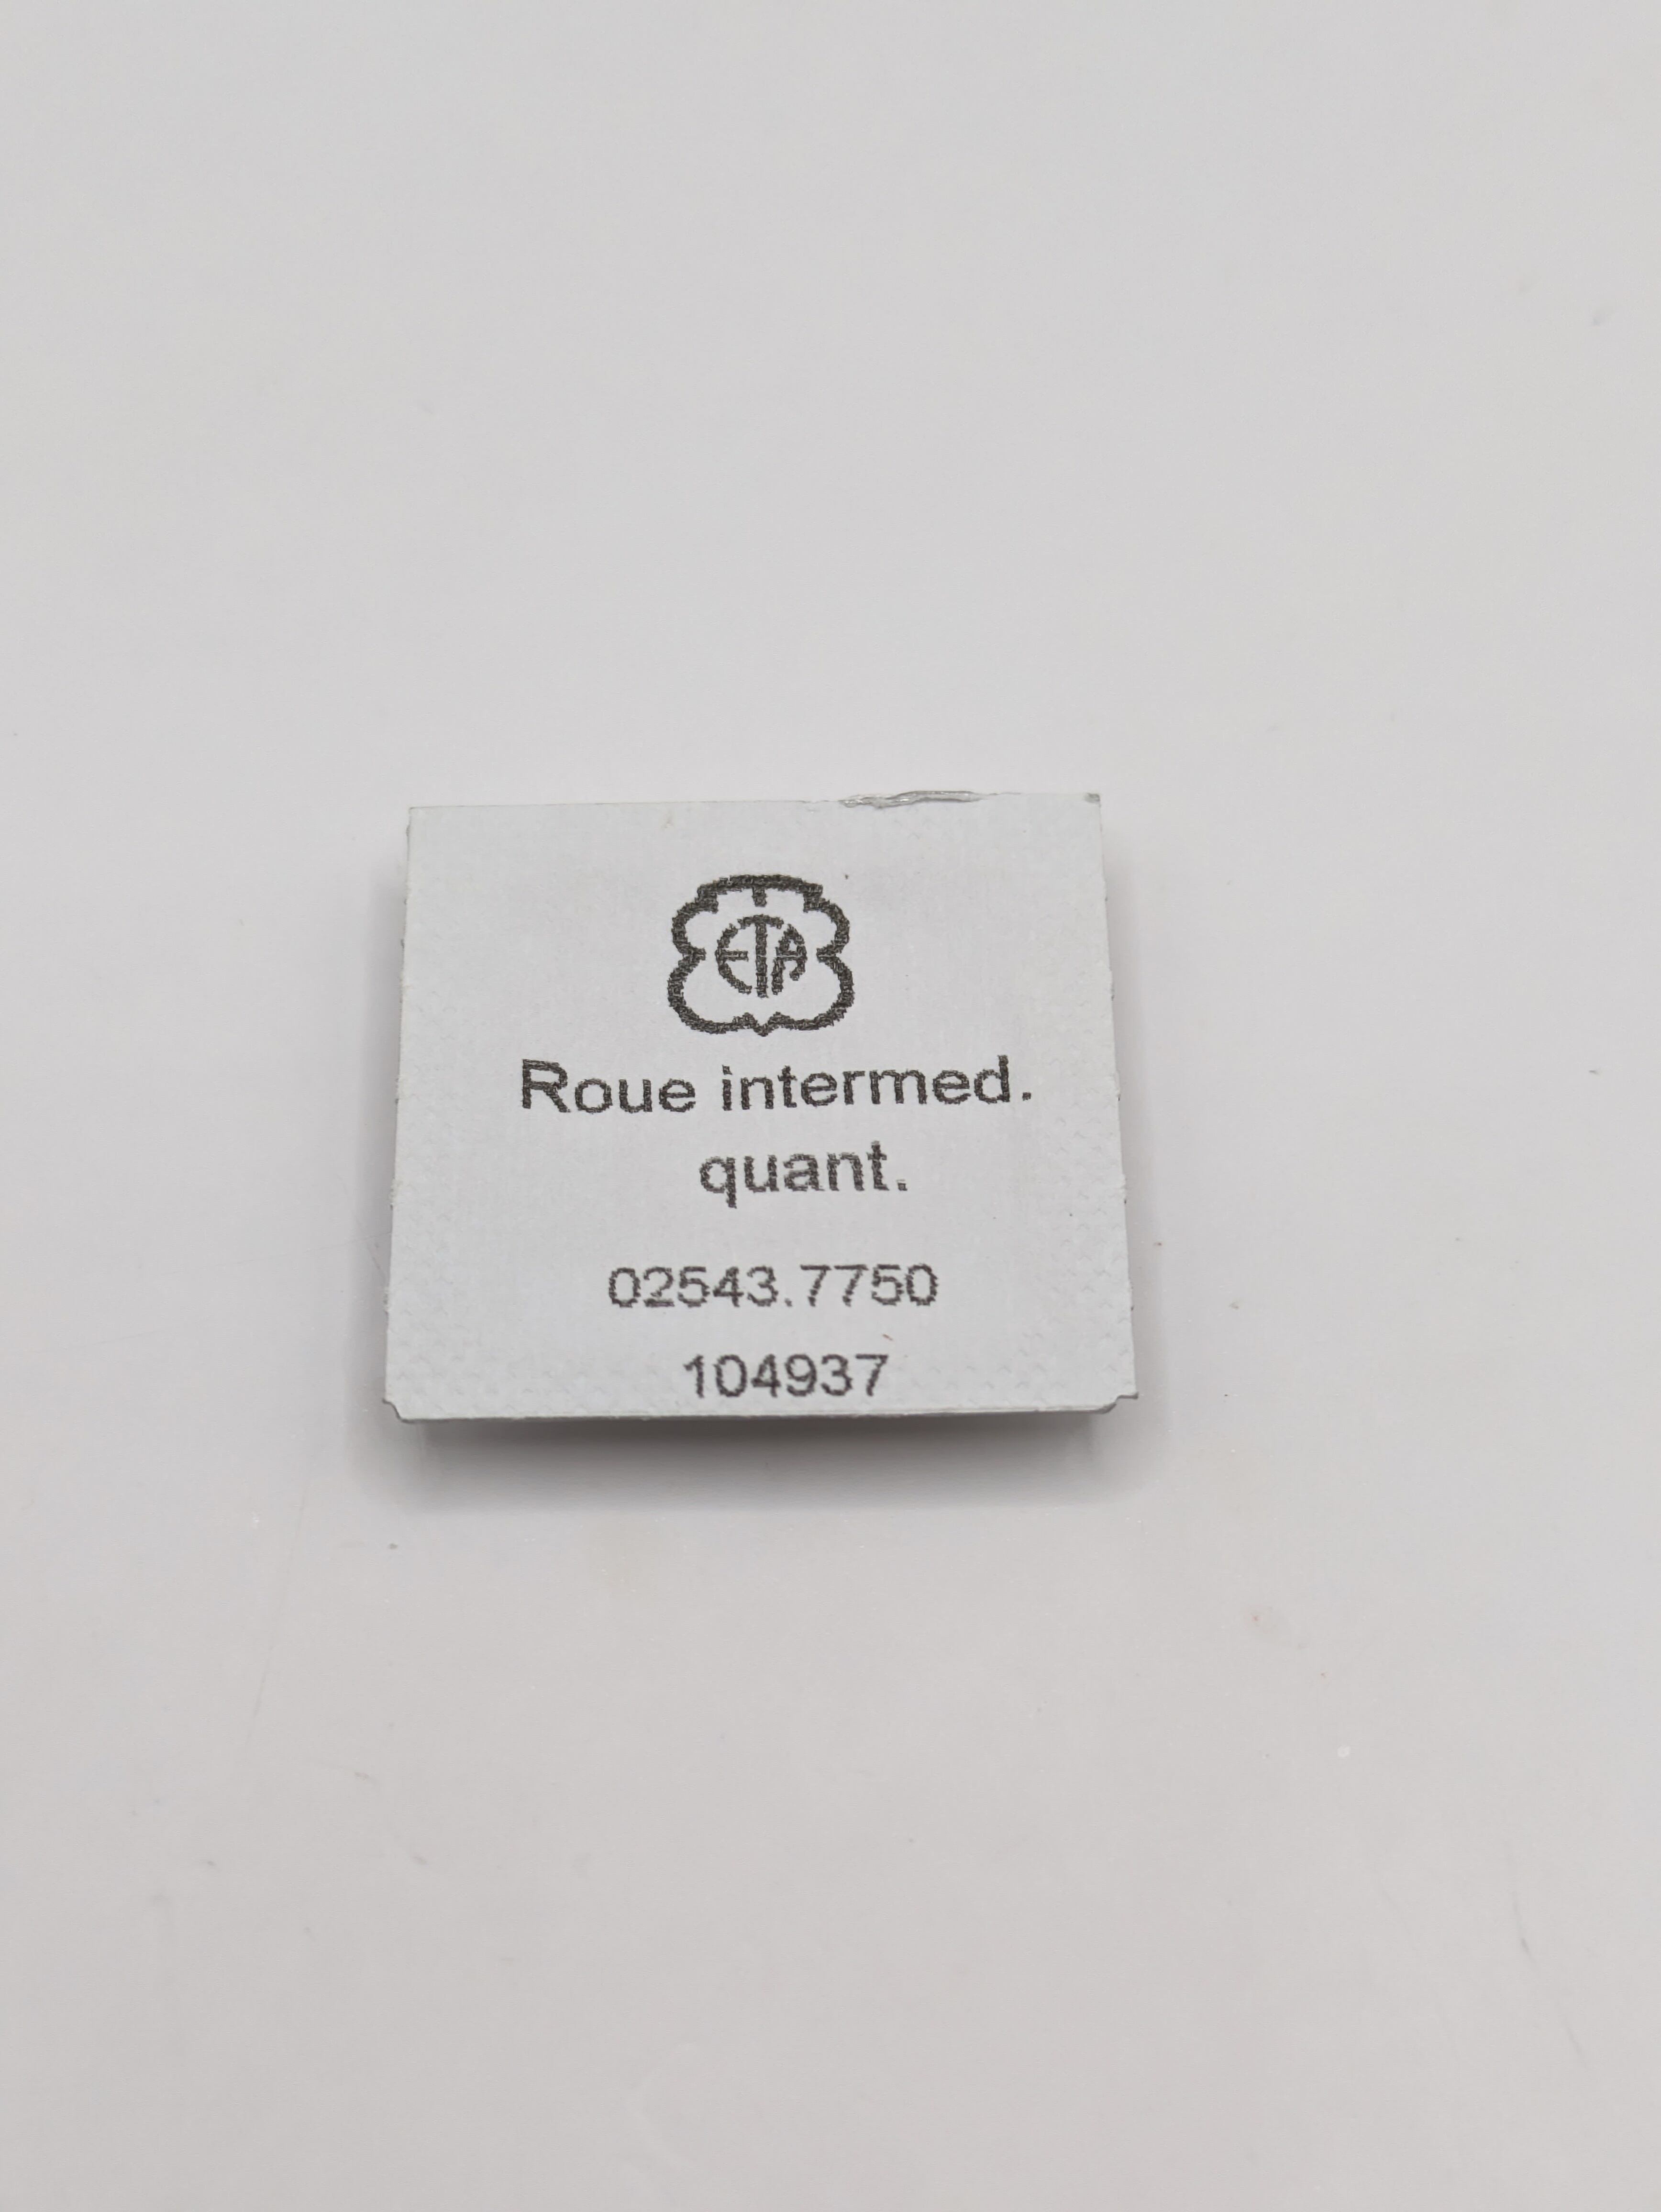 ETA
Roue intermed.
quant.
02543.7750
104937